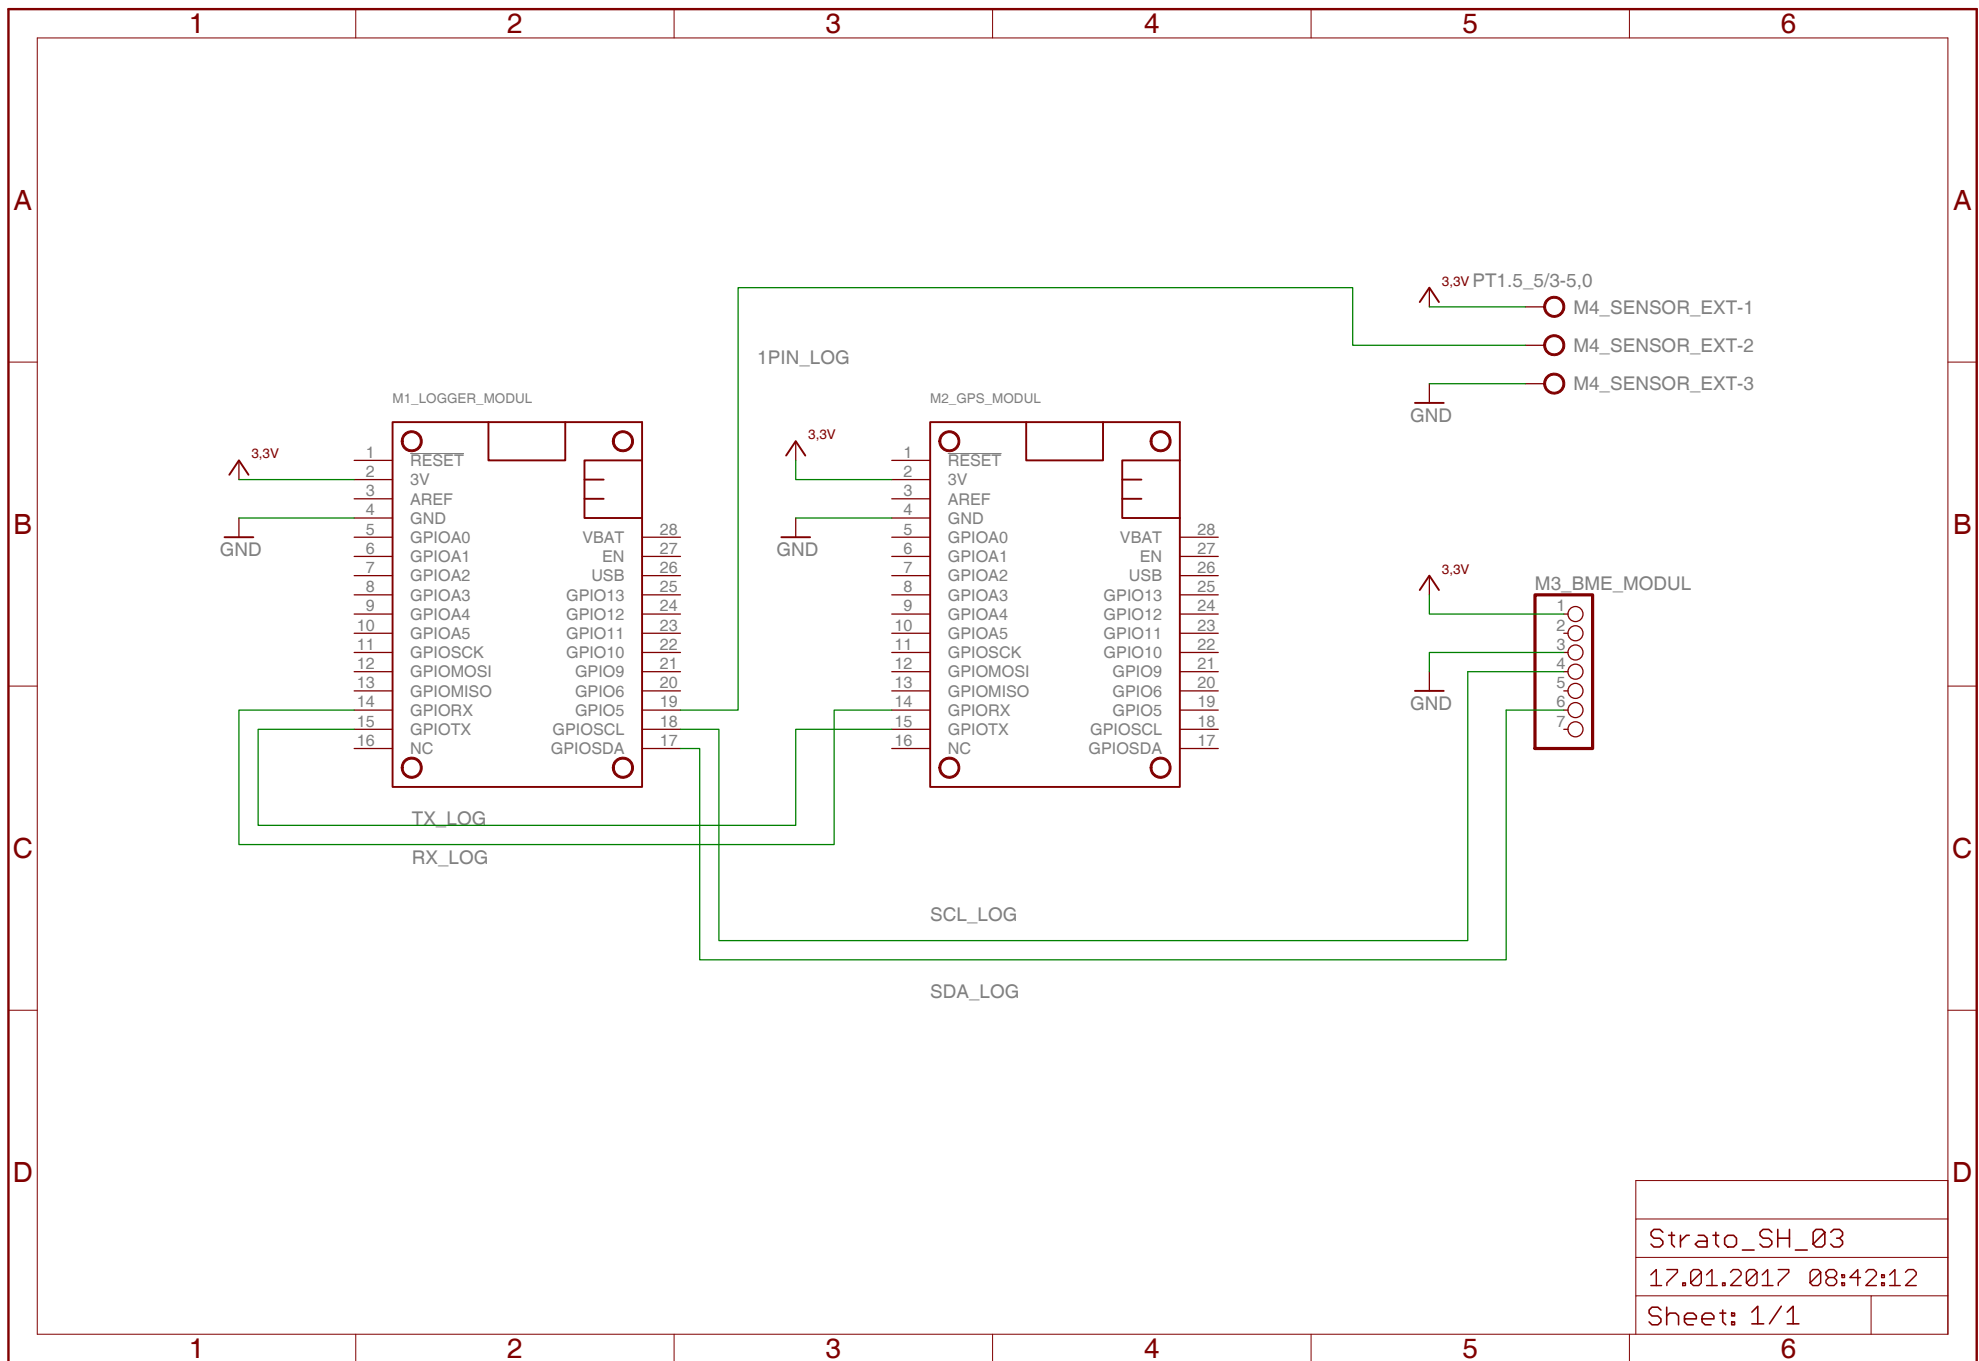 1 2 3 4 5 6
A A
3,3V PT1.5_5/3-5,0
M4_SENSOR_EXT-1
M4_SENSOR_EXT-2
1PIN_LOG
M4_SENSOR_EXT-3
GND
M1_LOGGER_MODUL
3,3V
GND
1 RESET
2 3V
3 AREF
4 GND
5 GPIOA0 VBAT 28
6 GPIOA1 EN 27
7 GPIOA2 USB 26
8 GPIOA3 GPIO13 25
9 GPIOA4 GPIO12 24
10 GPIOA5 GPIO11 23
11 GPIOSCK GPIO10 22
12 GPIOMOSI GPIO9 21
13 GPIOMISO GPIO6 20
14 GPIORX GPIO5 19
15 GPIOTX GPIOSCL 18
16 NC GPIOSDA 17
M2_GPS_MODUL
3,3V
GND
1 RESET
2 3V
3 AREF
4 GND
5 GPIOA0 VBAT 28
6 GPIOA1 EN 27
7 GPIOA2 USB 26
8 GPIOA3 GPIO13 25
9 GPIOA4 GPIO12 24
10 GPIOA5 GPIO11 23
11 GPIOSCK GPIO10 22
12 GPIOMOSI GPIO9 21
13 GPIOMISO GPIO6 20
14 GPIORX GPIO5 19
15 GPIOTX GPIOSCL 18
16 NC GPIOSDA 17
B B
3,3V
M3_BME_MODUL
1
2
3
4
5
6
7
GND
TX_LOG
RX_LOG
C C
SCL_LOG
SDA_LOG
D D
Strato_SH_03
17.01.2017 08:42:12
Sheet: 1/1
1 2 3 4 5 6